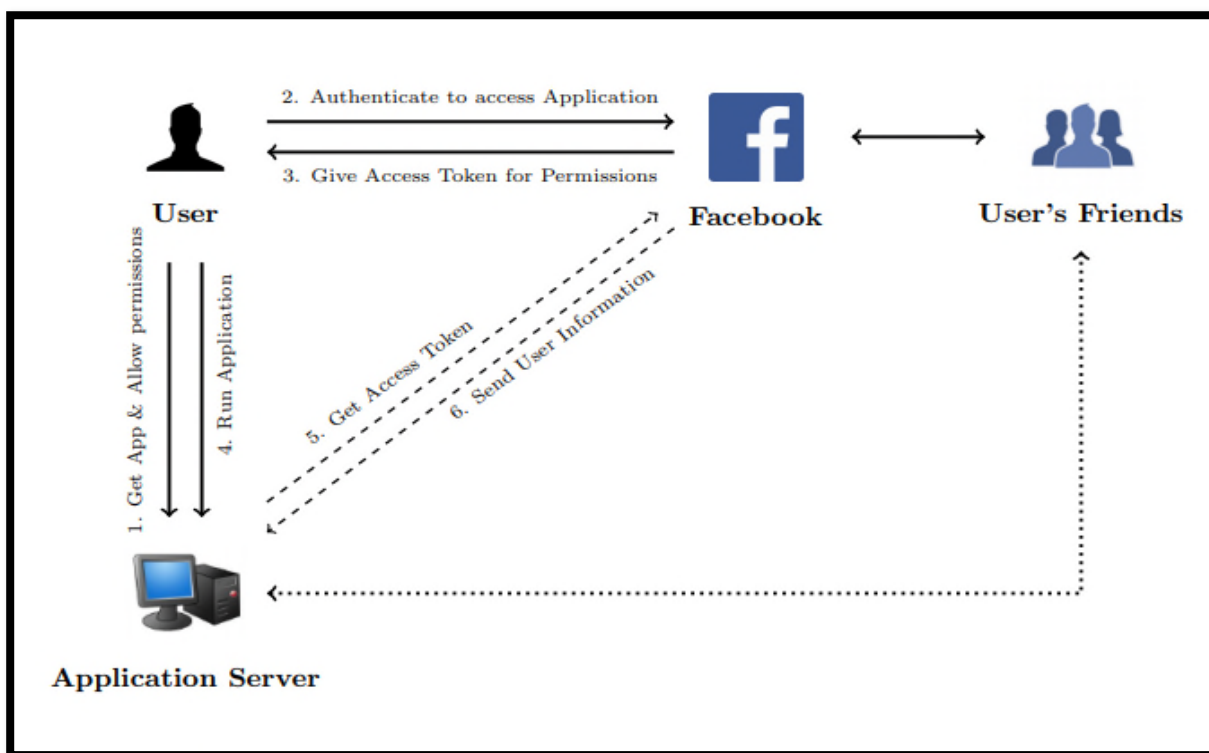 2. Authenticate to access Application
3. Give Access Token for Permissions
User
Facebook
User's Friends
1. Get App & Allow permissions
4. Run Application
5. Get Access Token
6. Send User Information
Application Server